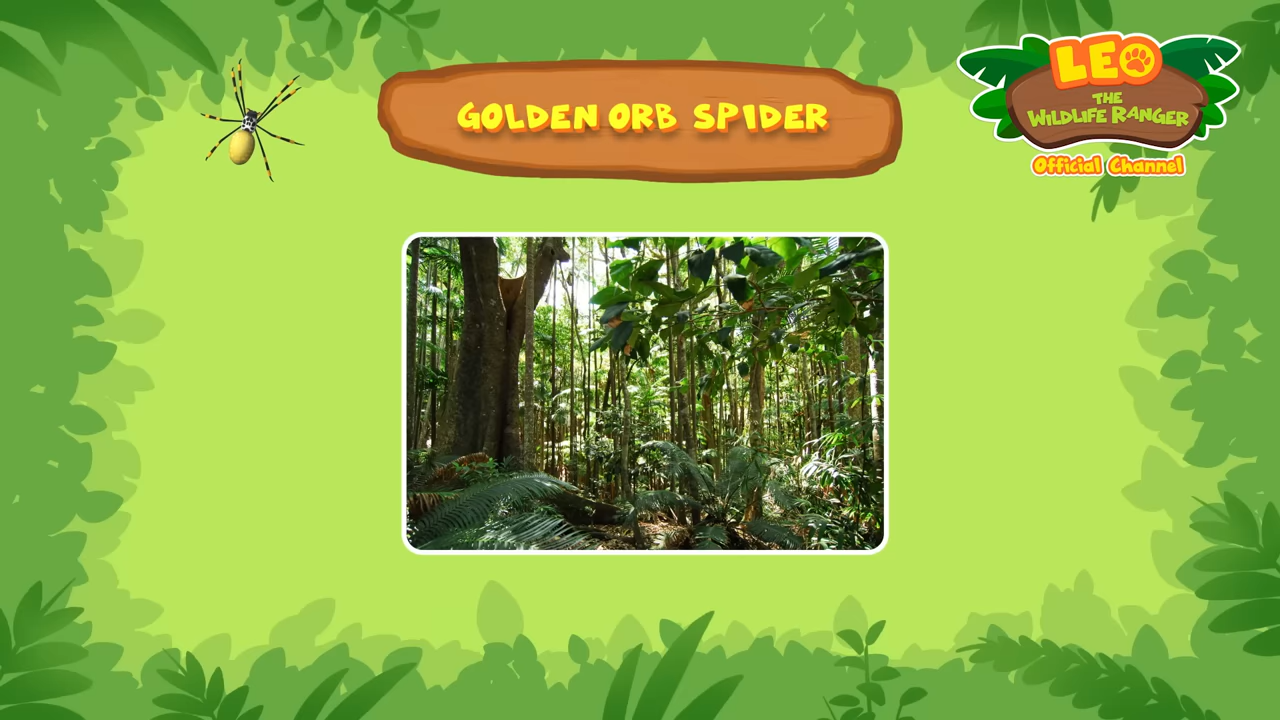 GOLDEN ORB SPIDER
LEO
THE
WILDLIFE RANGER
Official Channel